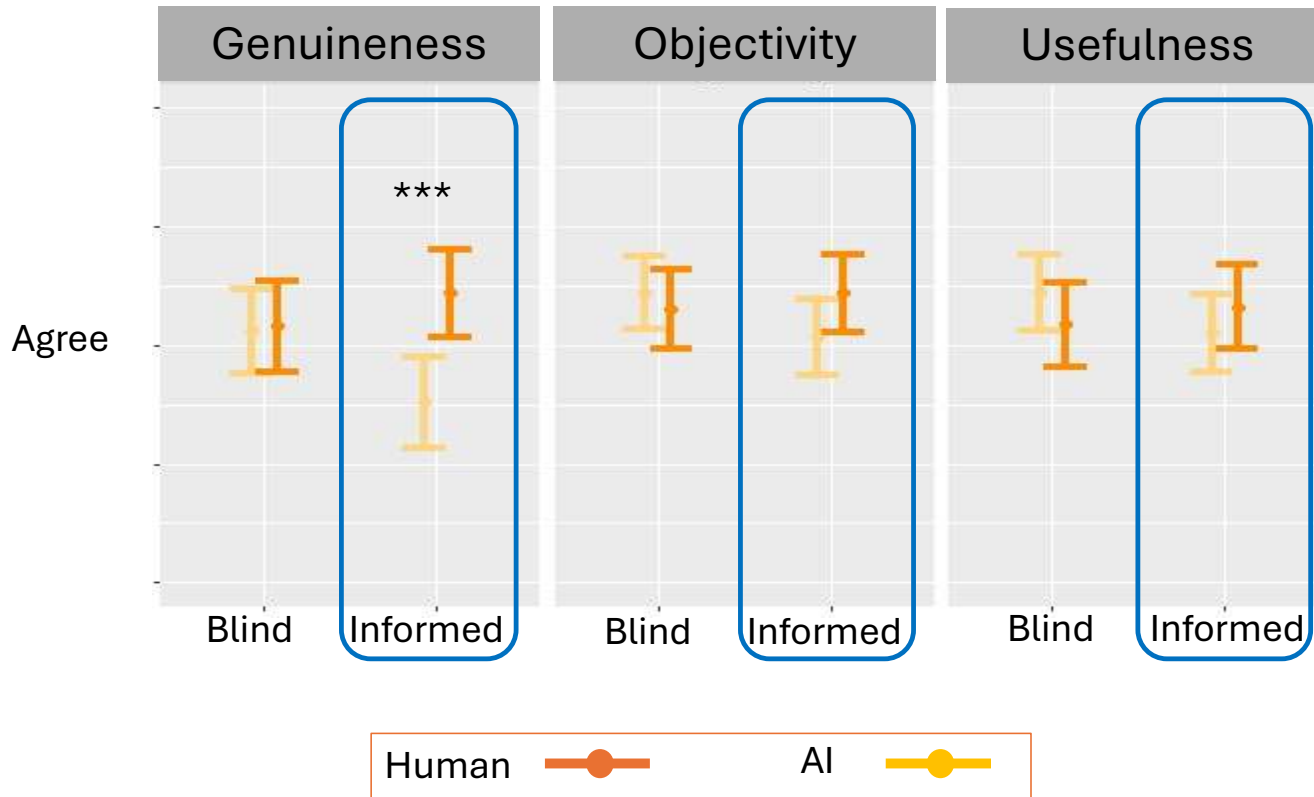 Genuineness Objectivity Usefulness
***
Agree
Blind Informed Blind Informed Blind Informed
Human AI